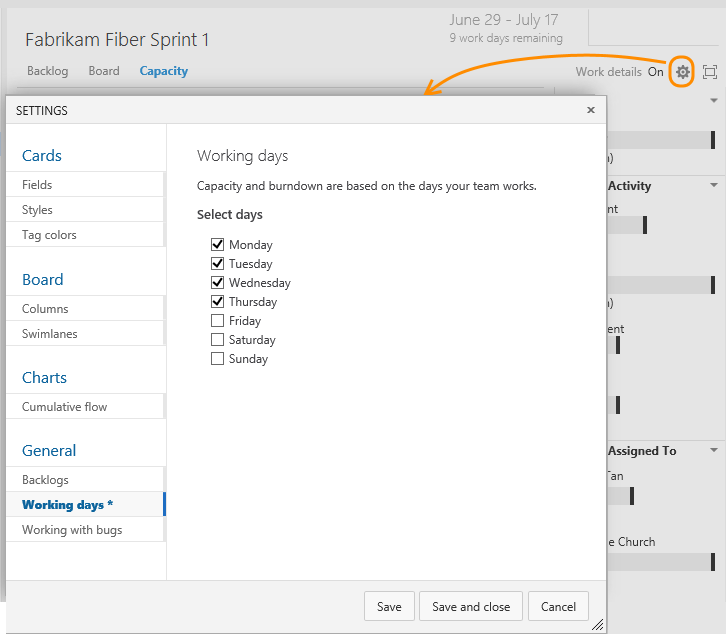 June 29 - July 17
Fabrikam Fiber Sprint 1
9 work days remaining
Backlog Board Capacity
Work details On
SETTINGS
×
Cards
Fields
Styles
Tag colors
Board
Columns
Swimlanes
Charts
Cumulative flow
General
Backlogs
Working days *
Working with bugs
Working days
Capacity and burndown are based on the days your team works.
Select days
Monday
Tuesday
Wednesday
Thursday
Friday
Saturday
Sunday
Save
Save and close
Cancel
)
Activity
nt
)
ent
Assigned To
Tan
e Church